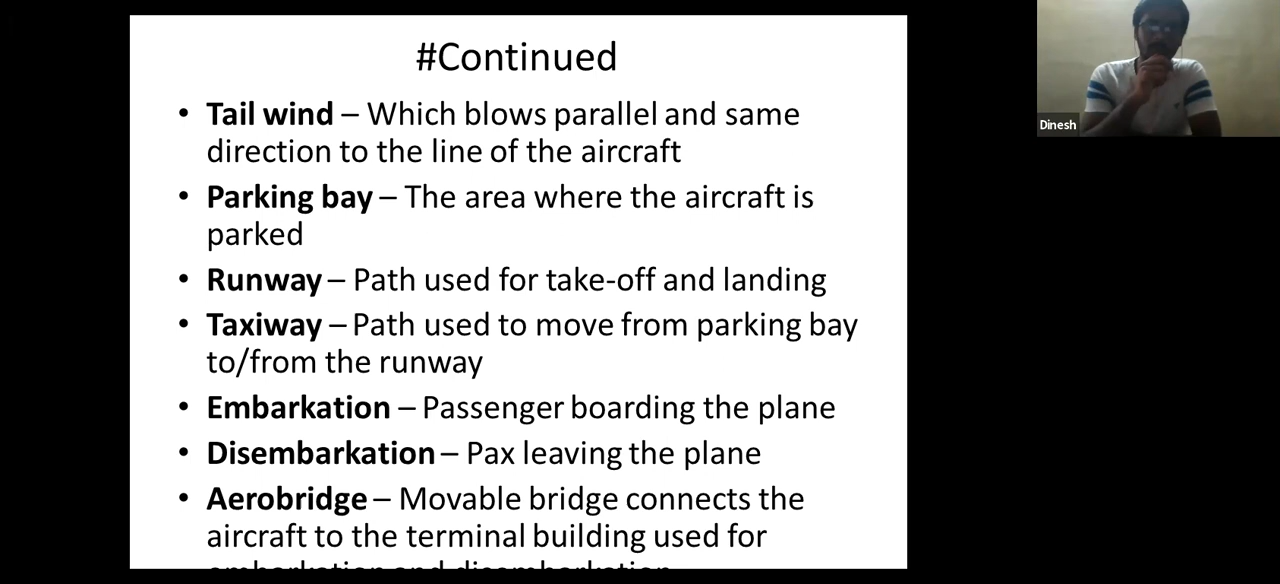 #Continued
• Tail wind – Which blows parallel and same
direction to the line of the aircraft
• Parking bay – The area where the aircraft is
parked
• Runway – Path used for take-off and landing
• Taxiway – Path used to move from parking bay
to/from the runway
• Embarkation – Passenger boarding the plane
• Disembarkation – Pax leaving the plane
• Aerobridge – Movable bridge connects the
aircraft to the terminal building used for
embarkation and disembarkation
Dinesh